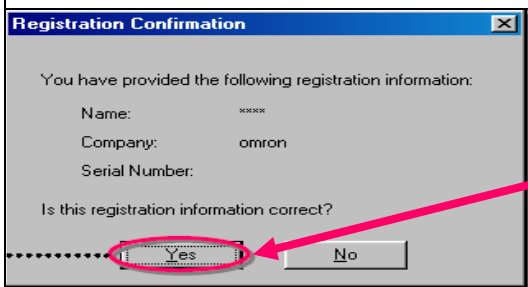 Registration Confirmation
You have provided the following registration information:
Name: ****
Company: omron
Serial Number:
Is this registration information correct?
Yes No